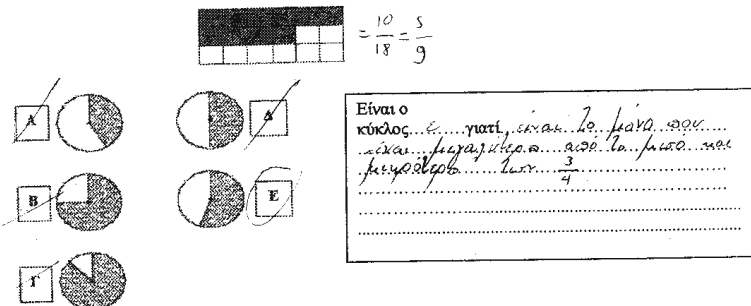 = 10/18 = 5/9
Α
Δ
Β
Ε
Γ
Είναι ο
κύκλος...ε....γιατί είναι το μόνο που
είναι μεγαλύτερο από το μισό και
μικρότερο των 3/4